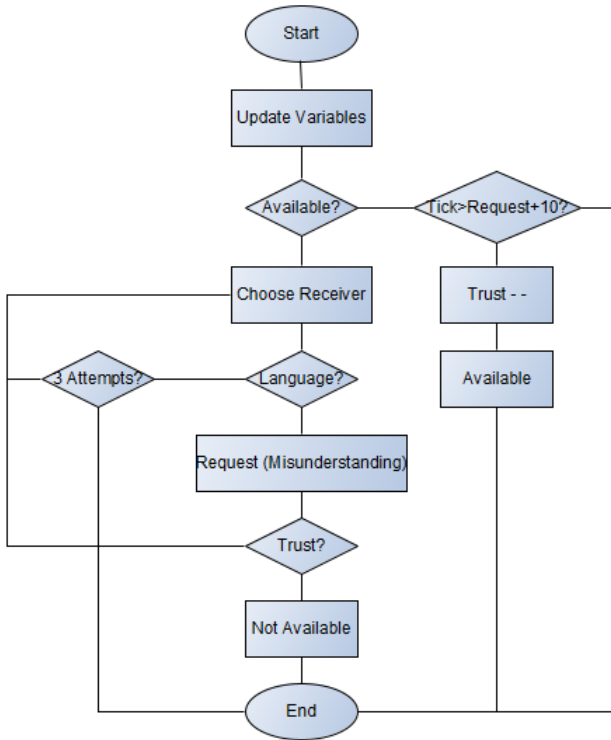 Start
Update Variables
Available?
Tick>Request+10?
Choose Receiver
Trust - -
3 Attempts?
Language?
Available
Request (Misunderstanding)
Trust?
Not Available
End